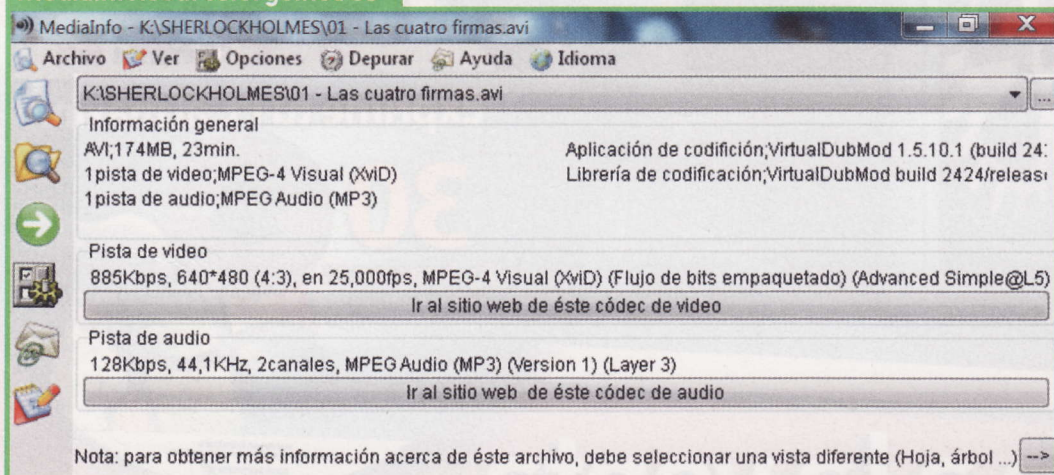 MediaInfo - K:\SHERLOCKHOLMES\01 - Las cuatro firmas.avi
Archivo Ver Opciones Depurar Ayuda Idioma
K:\SHERLOCKHOLMES\01 - Las cuatro firmas.avi
...
Información general
AVI;174MB, 23min.
1pista de video;MPEG-4 Visual (XviD)
1pista de audio;MPEG Audio (MP3)
Aplicación de codifición;VirtualDubMod 1.5.10.1 (build 24
Librería de codificación;VirtualDubMod build 2424/releas
Pista de video
885Kbps, 640*480 (4:3), en 25,000fps, MPEG-4 Visual (XviD) (Flujo de bits empaquetado) (Advanced Simple@L5)
Ir al sitio web de éste códec de video
Pista de audio
128Kbps, 44,1KHz, 2canales, MPEG Audio (MP3) (Version 1) (Layer 3)
Ir al sitio web de éste códec de audio
Nota: para obtener más información acerca de éste archivo, debe seleccionar una vista diferente (Hoja, árbol ...) -->